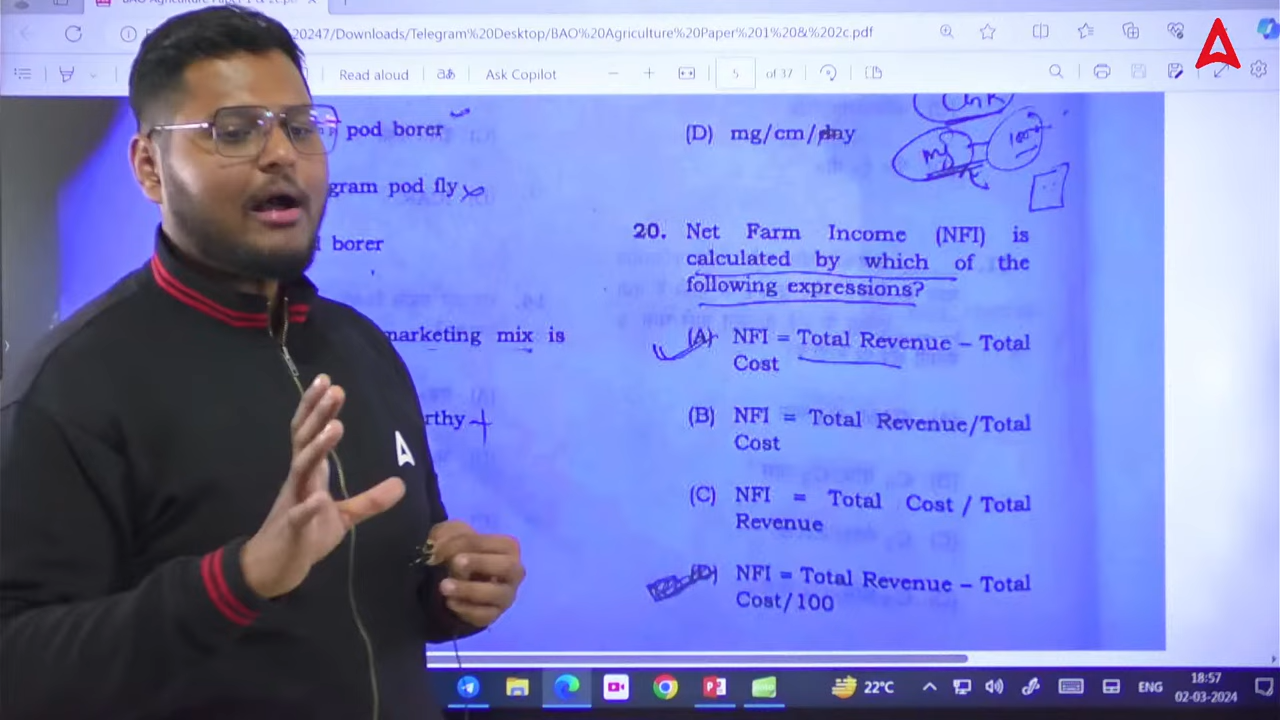 20247/Downloads/Telegram%20Desktop/BAO%20Agriculture%20Paper%201%20&%202c.pdf
Read aloud
Ask Copilot
5
of 37
pod borer
gram pod fly
borer
marketing mix is
rthy
(D) mg/cm/day
20. Net Farm Income (NFI) is
calculated by which of the
following expressions?
(A) NFI = Total Revenue – Total
Cost
(B) NFI = Total Revenue/Total
Cost
(C) NFI = Total Cost / Total
Revenue
(D) NFI = Total Revenue – Total
Cost/100
22°C
ENG
18:57
02-03-2024